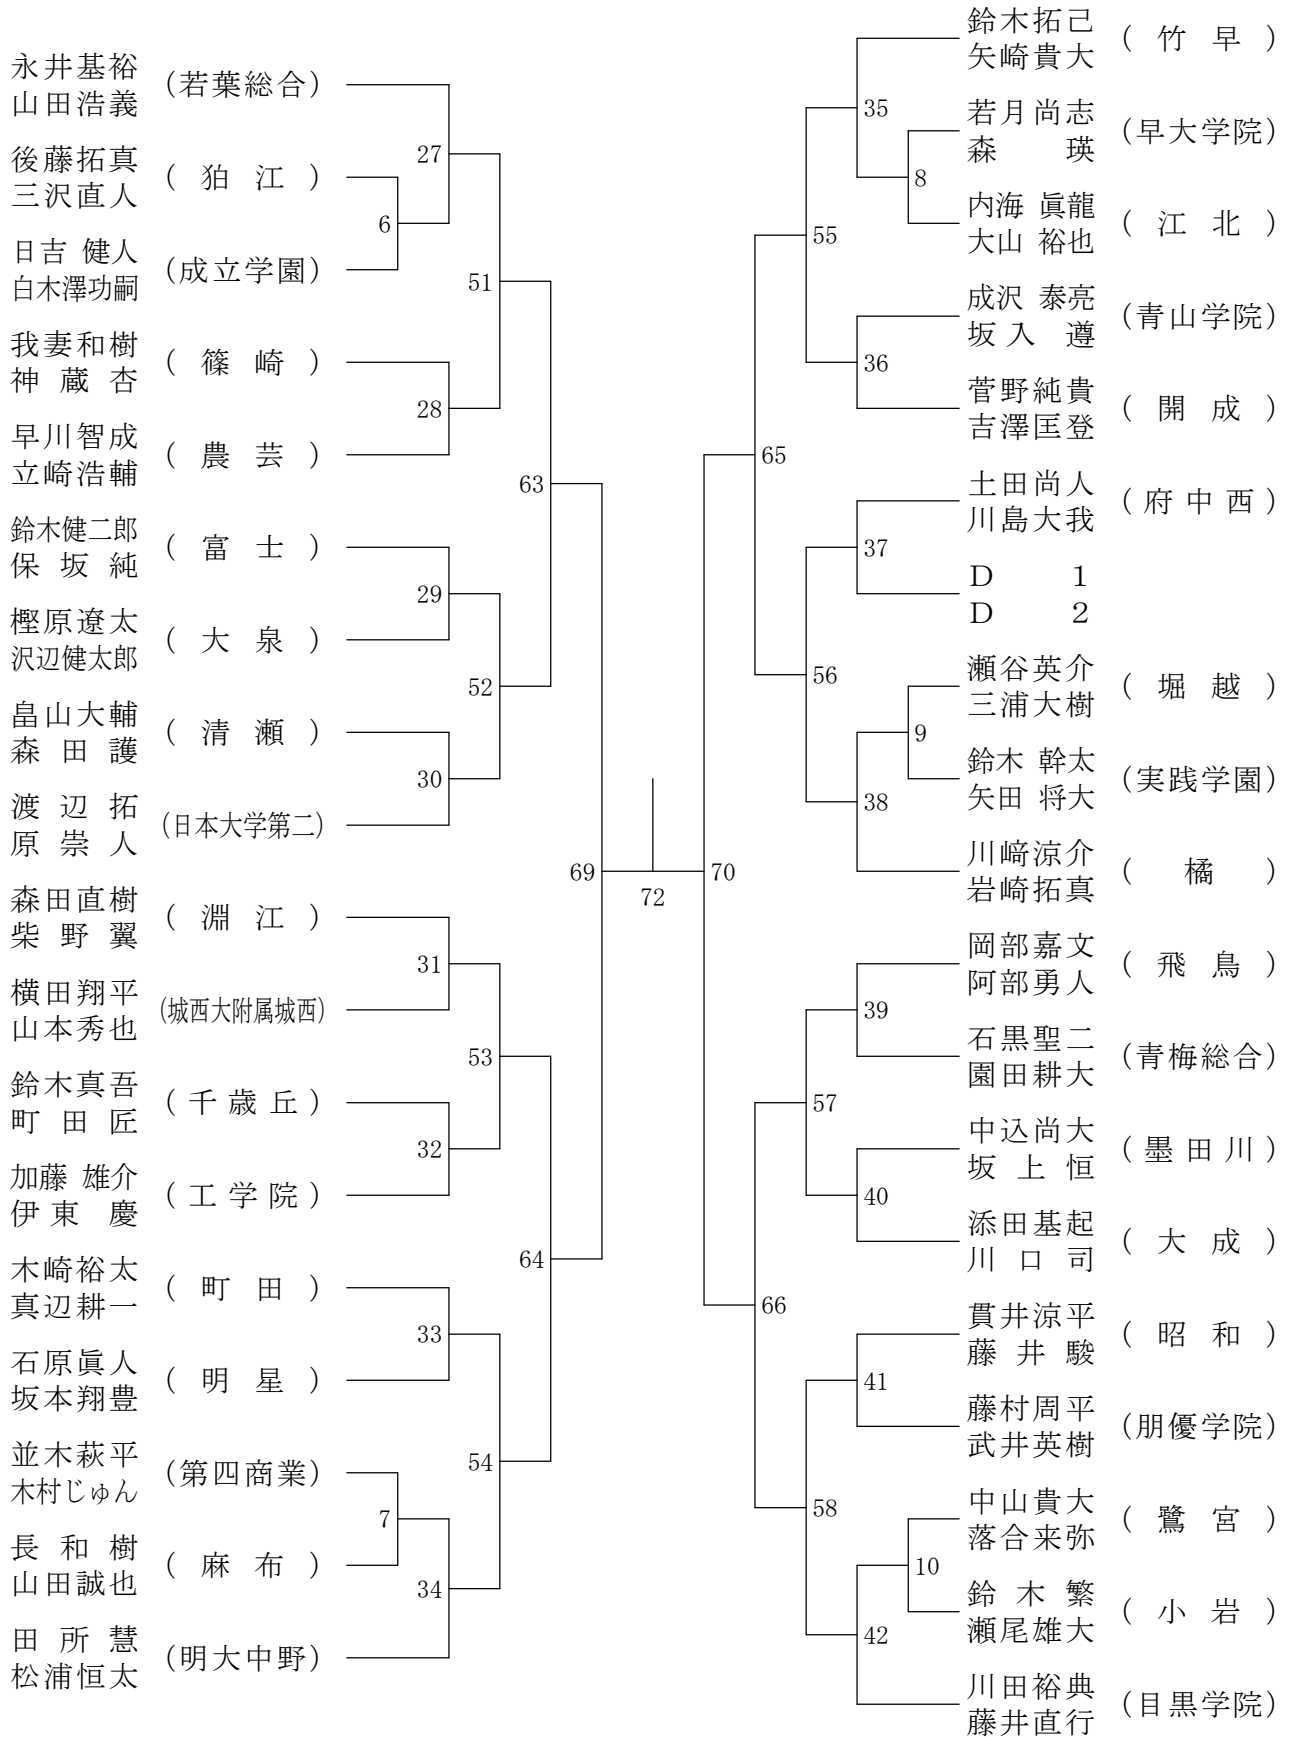 永井基裕
山田浩義
(若葉総合)
後藤拓真
三沢直人
( 狛 江 )
日吉 健人
白木澤功嗣
(成立学園)
我妻和樹
神 蔵 杏
( 篠 崎 )
早川智成
立崎浩輔
( 農 芸 )
鈴木健二郎
保 坂 純
( 富 士 )
樫原遼太
沢辺健太郎
( 大 泉 )
畠山大輔
森 田 護
( 清 瀬 )
渡 辺 拓
原 崇 人
(日本大学第二)
森田直樹
柴 野 翼
( 淵 江 )
横田翔平
山本秀也
(城西大附属城西)
鈴木真吾
町 田 匠
( 千 歳 丘 )
加藤 雄介
伊 東 慶
( 工 学 院 )
木崎裕太
真辺耕一
( 町 田 )
石原眞人
坂本翔豊
( 明 星 )
並木萩平
木村じゅん
(第四商業)
長 和 樹
山田誠也
( 麻 布 )
田 所 慧
松浦恒太
(明大中野)
6
7
27
28
29
30
31
32
33
34
51
52
53
54
63
64
69
72
70
65
66
55
56
57
58
35
36
37
38
39
40
41
42
8
9
10
鈴木拓己
矢崎貴大
( 竹 早 )
若月尚志
森 瑛
(早大学院)
内海 眞龍
大山 裕也
( 江 北 )
成沢 泰亮
坂 入 遵
(青山学院)
菅野純貴
吉澤匡登
( 開 成 )
土田尚人
川島大我
( 府 中 西 )
D 1
D 2
瀬谷英介
三浦大樹
( 堀 越 )
鈴木 幹太
矢田 将大
(実践学園)
川﨑涼介
岩崎拓真
( 橘 )
岡部嘉文
阿部勇人
( 飛 鳥 )
石黒聖二
園田耕大
(青梅総合)
中込尚大
坂 上 恒
( 墨 田 川 )
添田基起
川 口 司
( 大 成 )
貫井涼平
藤 井 駿
( 昭 和 )
藤村周平
武井英樹
(朋優学院)
中山貴大
落合来弥
( 鷺 宮 )
鈴 木 繁
瀬尾雄大
( 小 岩 )
川田裕典
藤井直行
(目黒学院)